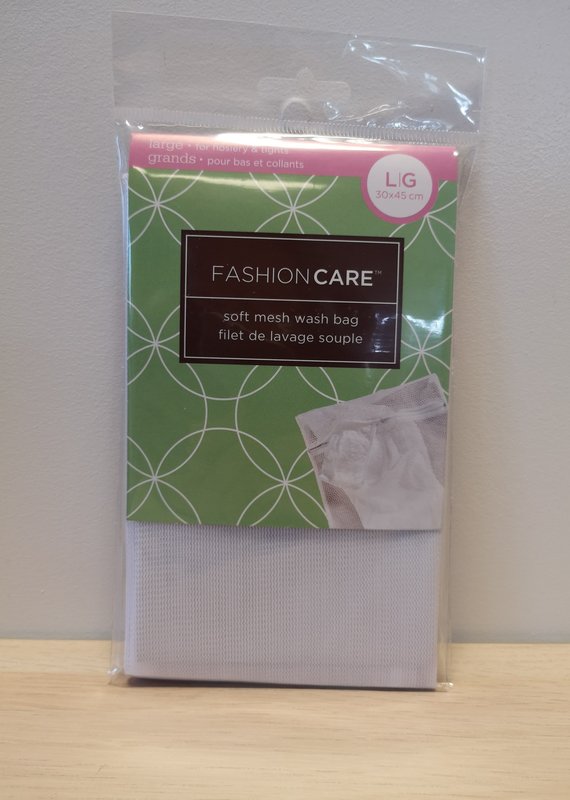 large • for hosiery & tights
grands • pour bas et collants
L|G
30x45 cm
FASHIONCARE™
soft mesh wash bag
filet de lavage souple